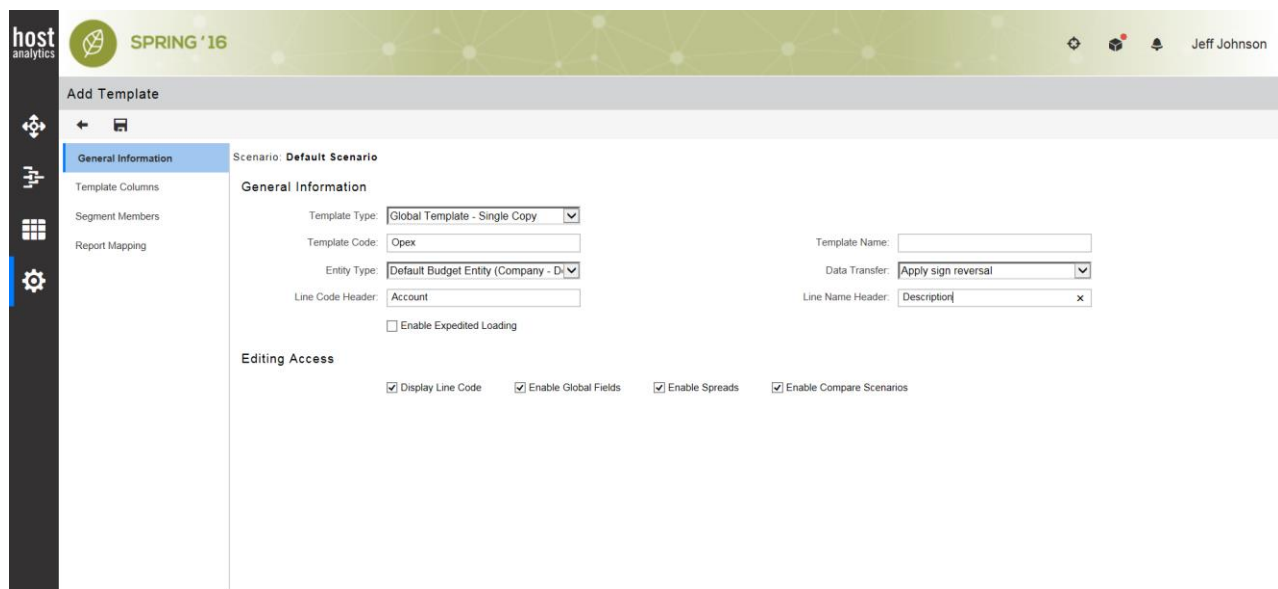 host
analytics
SPRING '16
Jeff Johnson
Add Template
General Information
Template Columns
Segment Members
Report Mapping
Scenario: Default Scenario
General Information
Template Type: Global Template - Single Copy
Template Code: Opex Template Name:
Entity Type: Default Budget Entity (Company - D Data Transfer: Apply sign reversal
Line Code Header: Account Line Name Header: Description
Enable Expedited Loading
Editing Access
Display Line Code Enable Global Fields Enable Spreads Enable Compare Scenarios